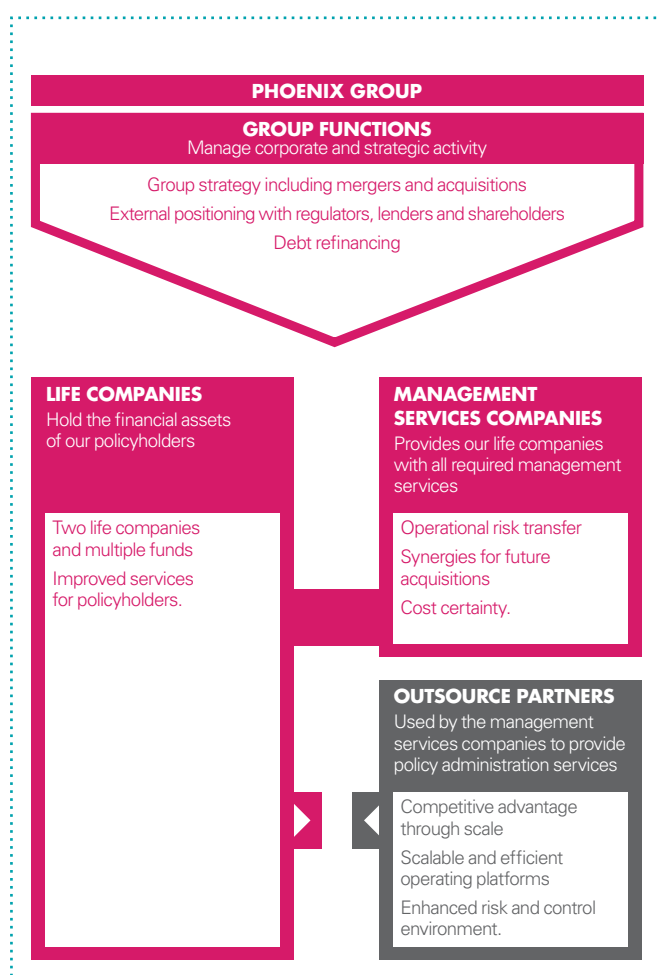 PHOENIX GROUP
GROUP FUNCTIONS
Manage corporate and strategic activity
Group strategy including mergers and acquisitions
External positioning with regulators, lenders and shareholders
Debt refinancing
LIFE COMPANIES
Hold the financial assets
of our policyholders
Two life companies
and multiple funds
Improved services
for policyholders.
MANAGEMENT
SERVICES COMPANIES
Provides our life companies
with all required management
services
Operational risk transfer
Synergies for future
acquisitions
Cost certainty.
OUTSOURCE PARTNERS
Used by the management
services companies to provide
policy administration services
Competitive advantage
through scale
Scalable and efficient
operating platforms
Enhanced risk and control
environment.